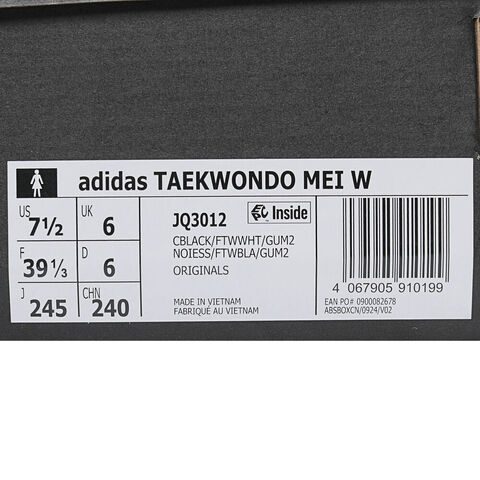 adidas TAEKWONDO MEI W
US 7½ UK 6
F 39⅓ D 6
J 245 CHN 240
JQ3012 Inside
CBLACK/FTWWHT/GUM2
NOIESS/FTWBLA/GUM2
ORIGINALS
MADE IN VIETNAM
FABRIQUÉ AU VIETNAM
4 067905 910199
EAN PO# 0900082678
ABSBOXCN/0924/V02